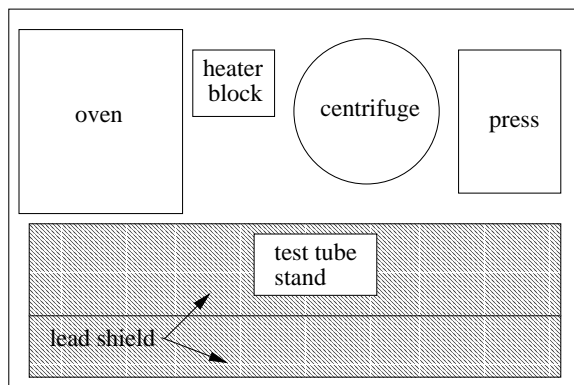 heater
block
oven
centrifuge
press
test tube
stand
lead shield